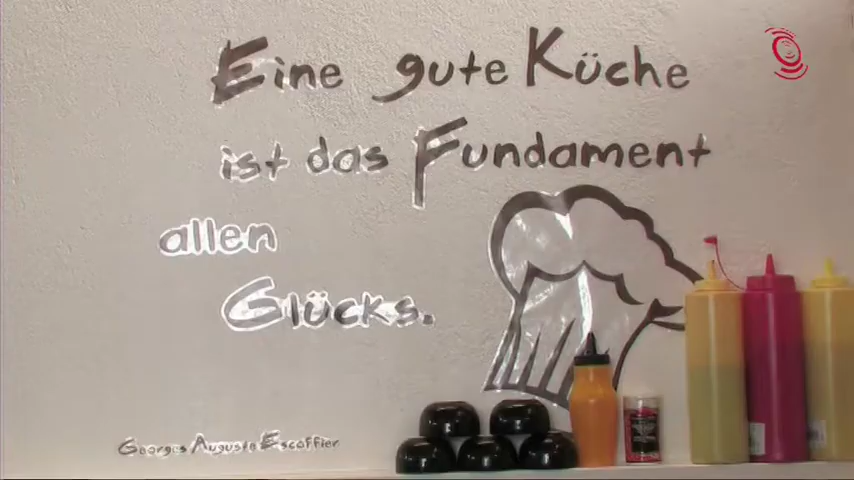 Eine gute Küche
ist das Fundament
allen
Glücks.
Georges Auguste Escoffier